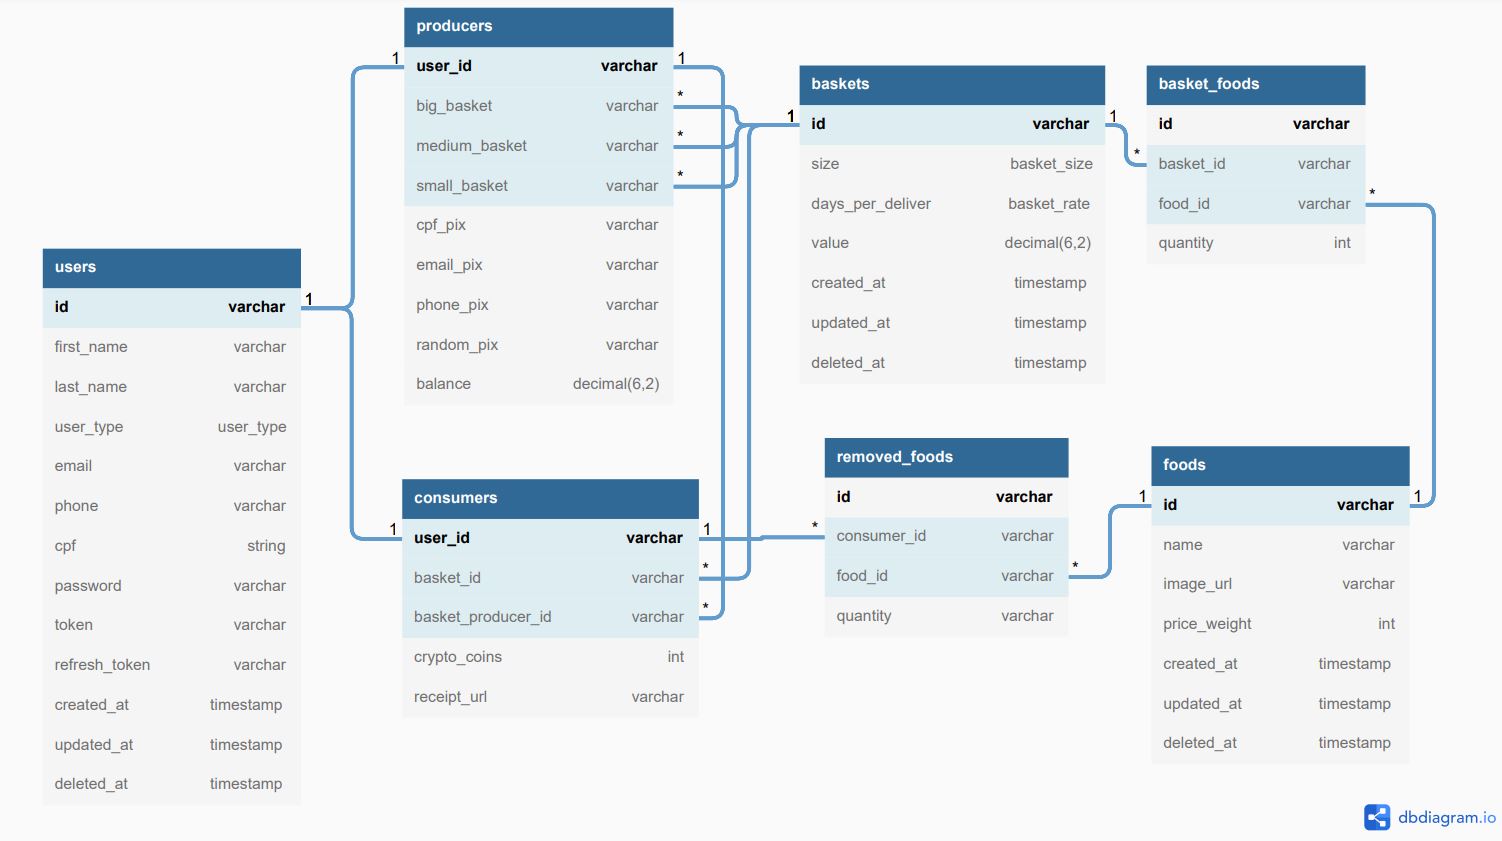 producers
user_id varchar
big_basket varchar
medium_basket varchar
small_basket varchar
cpf_pix varchar
email_pix varchar
phone_pix varchar
random_pix varchar
balance decimal(6,2)
1
1
*
*
*
baskets
id varchar
size basket_size
days_per_deliver basket_rate
value decimal(6,2)
created_at timestamp
updated_at timestamp
deleted_at timestamp
1
1
basket_foods
id varchar
basket_id varchar
food_id varchar
quantity int
*
*
users
id varchar
first_name varchar
last_name varchar
user_type user_type
email varchar
phone varchar
cpf string
password varchar
token varchar
refresh_token varchar
created_at timestamp
updated_at timestamp
deleted_at timestamp
1
consumers
user_id varchar
basket_id varchar
basket_producer_id varchar
crypto_coins int
receipt_url varchar
1
1
*
*
removed_foods
id varchar
consumer_id varchar
food_id varchar
quantity varchar
*
*
foods
id varchar
name varchar
image_url varchar
price_weight int
created_at timestamp
updated_at timestamp
deleted_at timestamp
1
1
dbdiagram.io